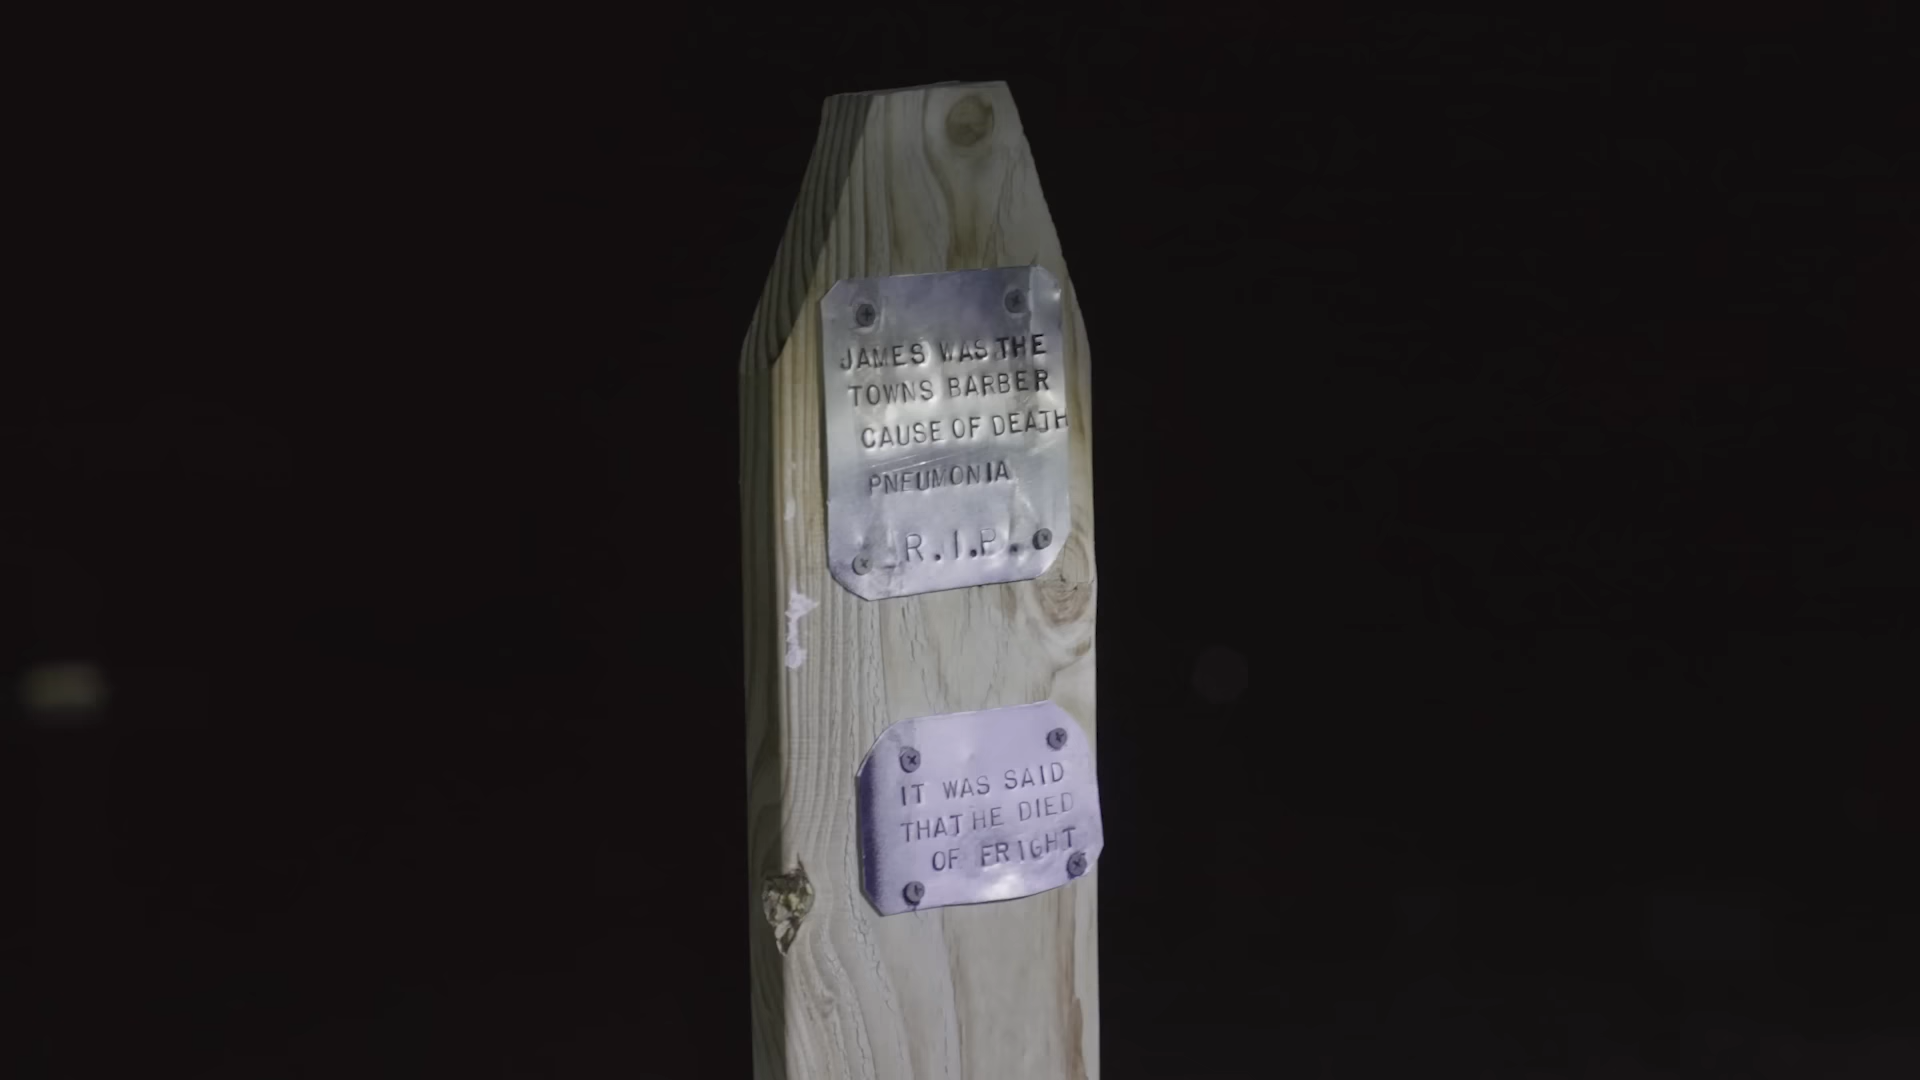 JAMES WAS THE
TOWNS BARBER
CAUSE OF DEATH
PNEUMONIA
R.I.P.
IT WAS SAID
THAT HE DIED
OF FRIGHT